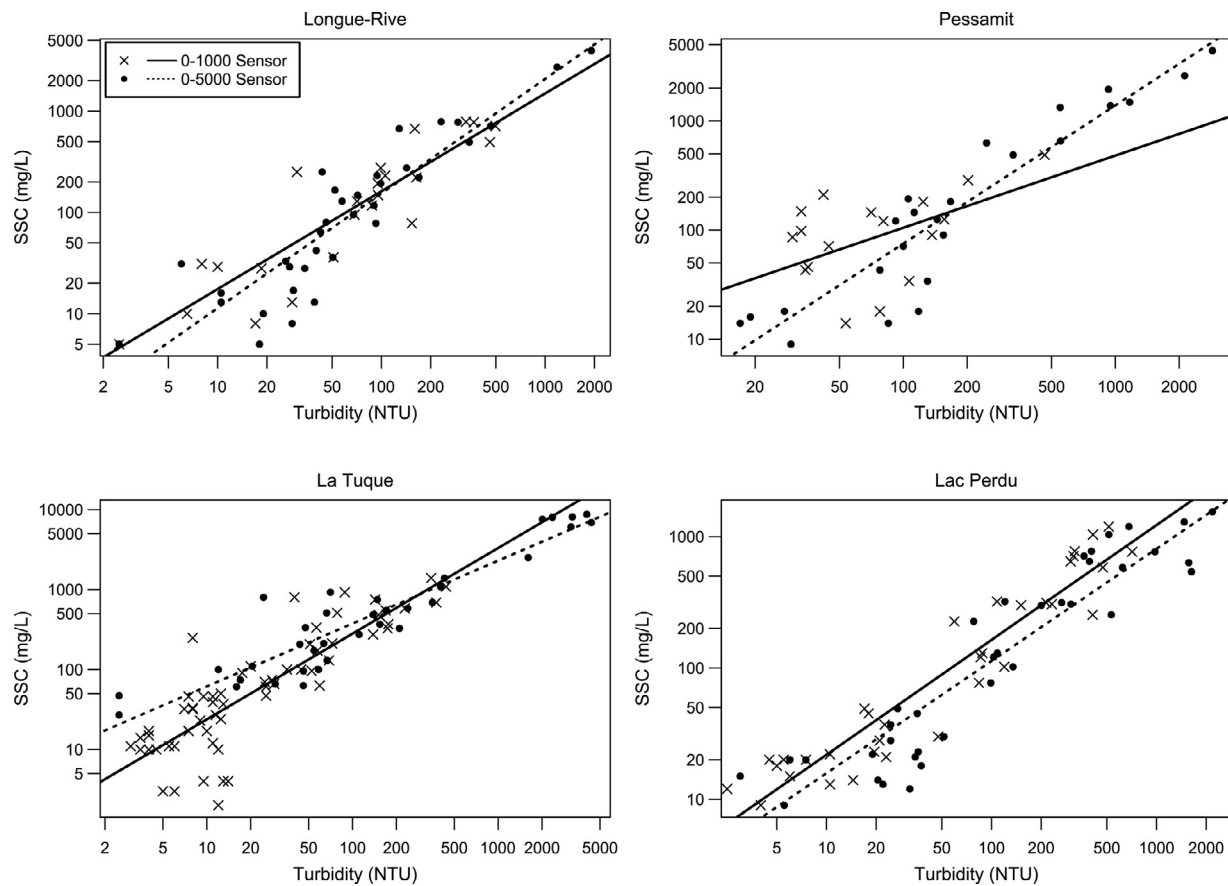 Longue-Rive
SSC (mg/L)
5000
2000
1000
500
200
100
50
20
10
5
0-1000 Sensor
0-5000 Sensor
2 5 10 20 50 100 200 500 1000 2000
Turbidity (NTU)
Pessamit
SSC (mg/L)
5000
2000
1000
500
200
100
50
20
10
20 50 100 200 500 1000 2000
Turbidity (NTU)
La Tuque
SSC (mg/L)
10000
5000
1000
500
100
50
10
5
2 5 10 20 50 100 200 500 1000 2000 5000
Turbidity (NTU)
Lac Perdu
SSC (mg/L)
1000
500
200
100
50
20
10
5 10 20 50 100 200 500 1000 2000
Turbidity (NTU)